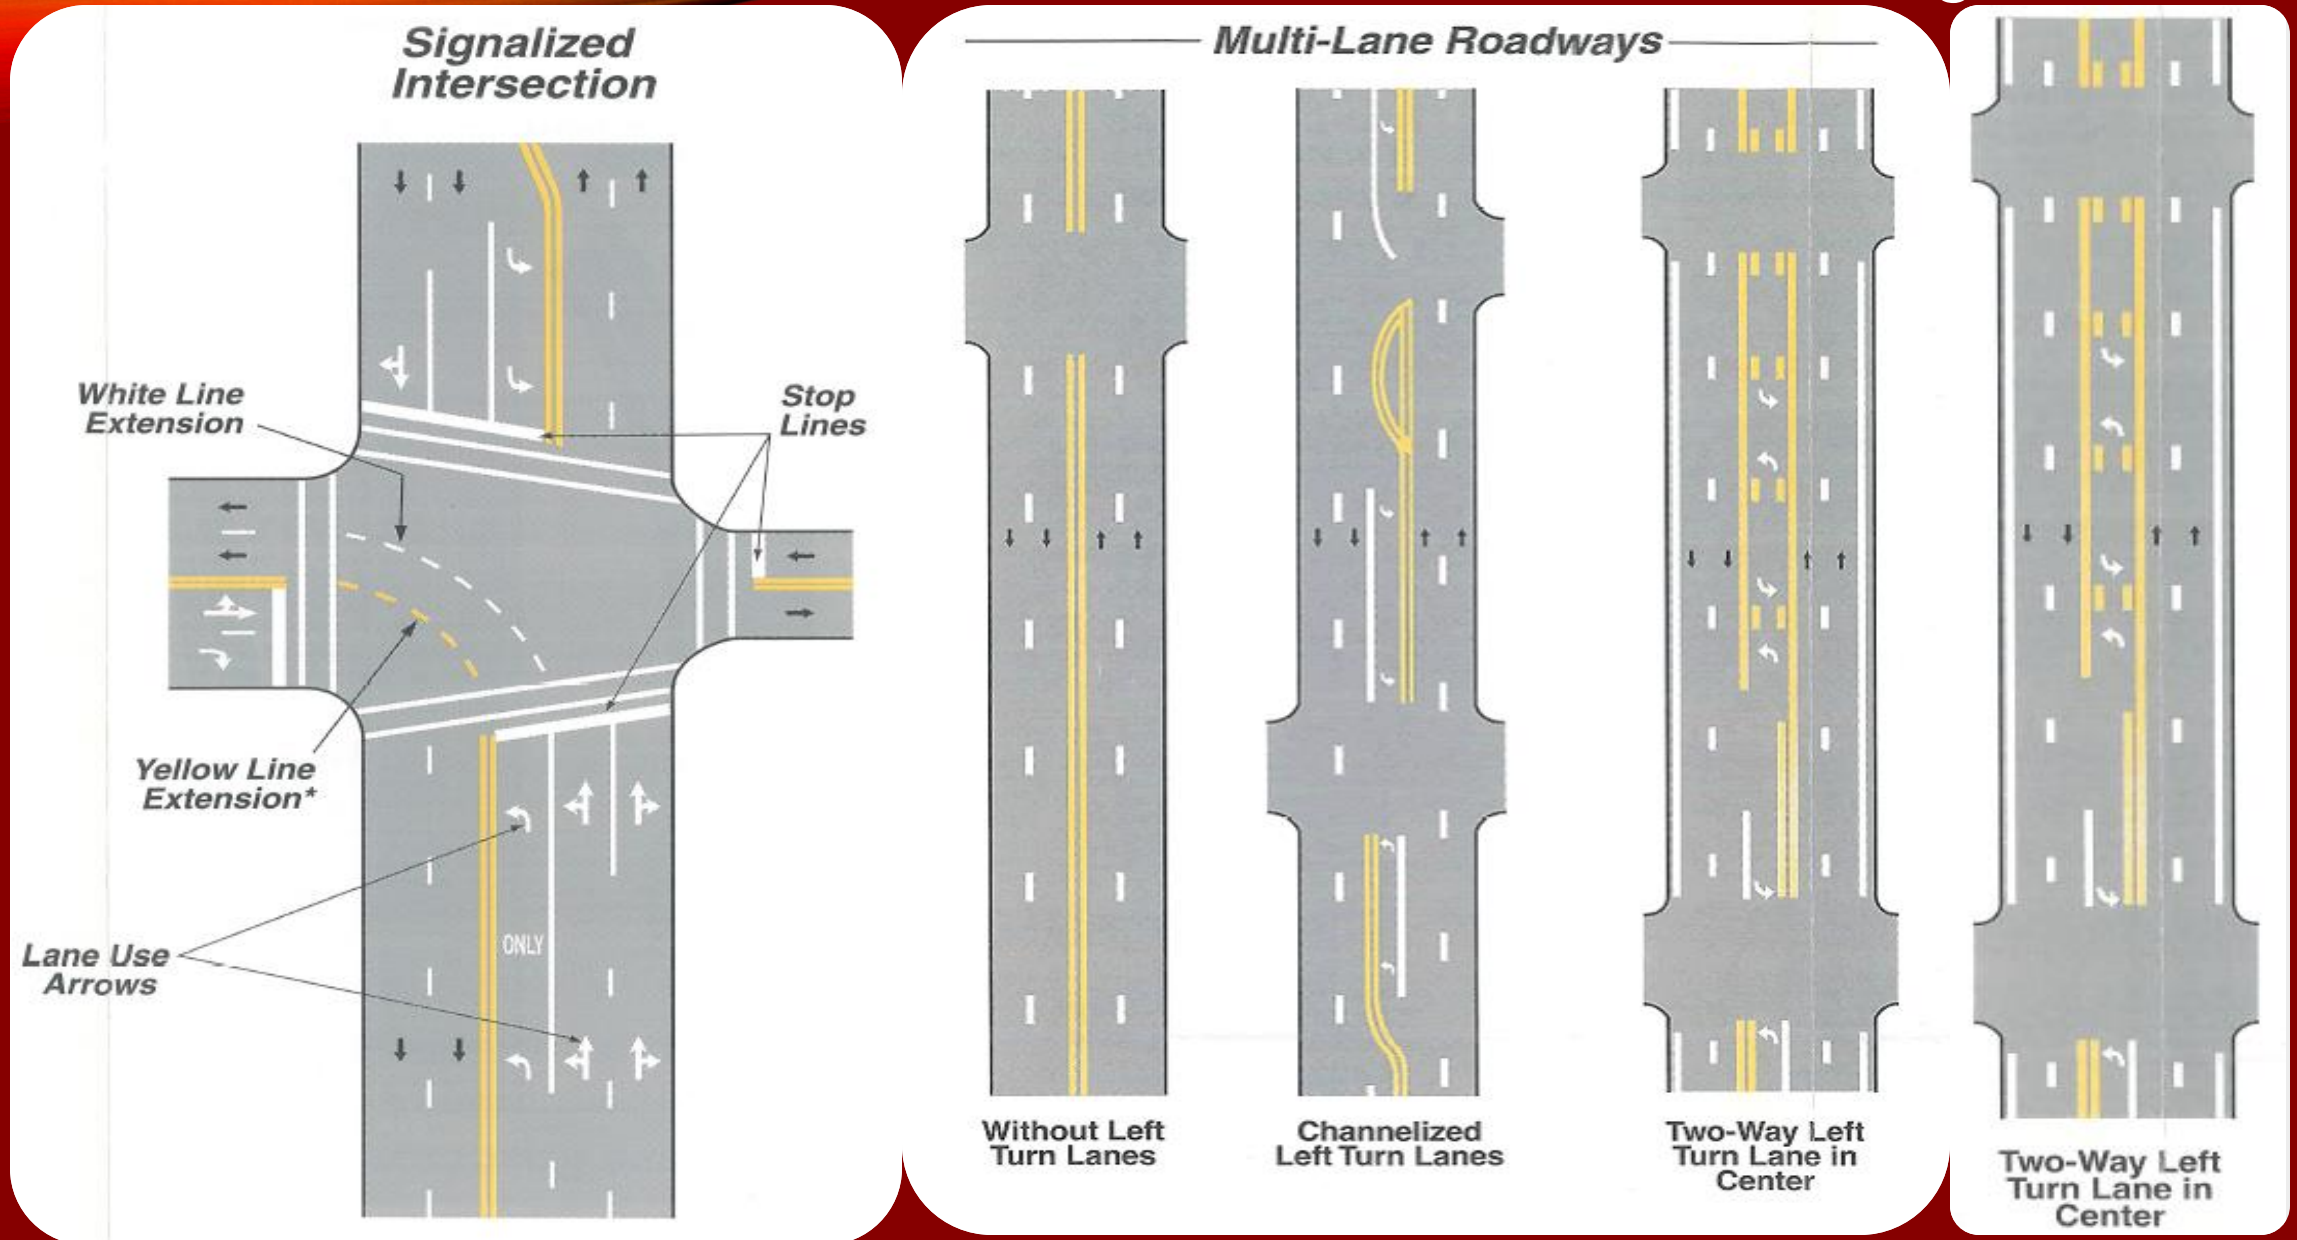 Signalized
Intersection
White Line
Extension
Stop
Lines
Yellow Line
Extension*
Lane Use
Arrows
ONLY
Multi-Lane Roadways
Without Left
Turn Lanes
Channelized
Left Turn Lanes
Two-Way Left
Turn Lane in
Center
Two-Way Left
Turn Lane in
Center